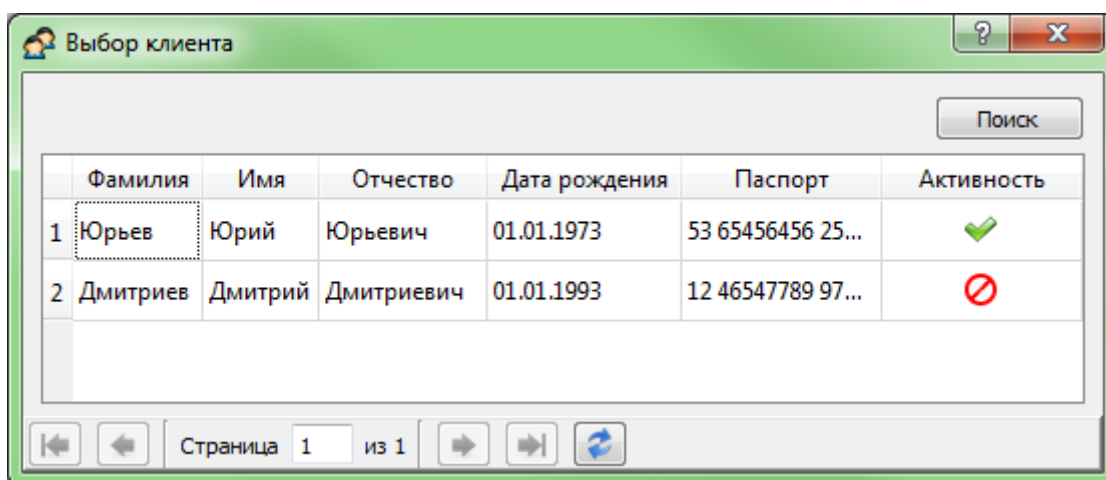 Выбор клиента
Поиск
Фамилия Имя Отчество Дата рождения Паспорт Активность
1 Юрьев Юрий Юрьевич 01.01.1973 53 65456456 25...
2 Дмитриев Дмитрий Дмитриевич 01.01.1993 12 46547789 97...
Страница 1 из 1